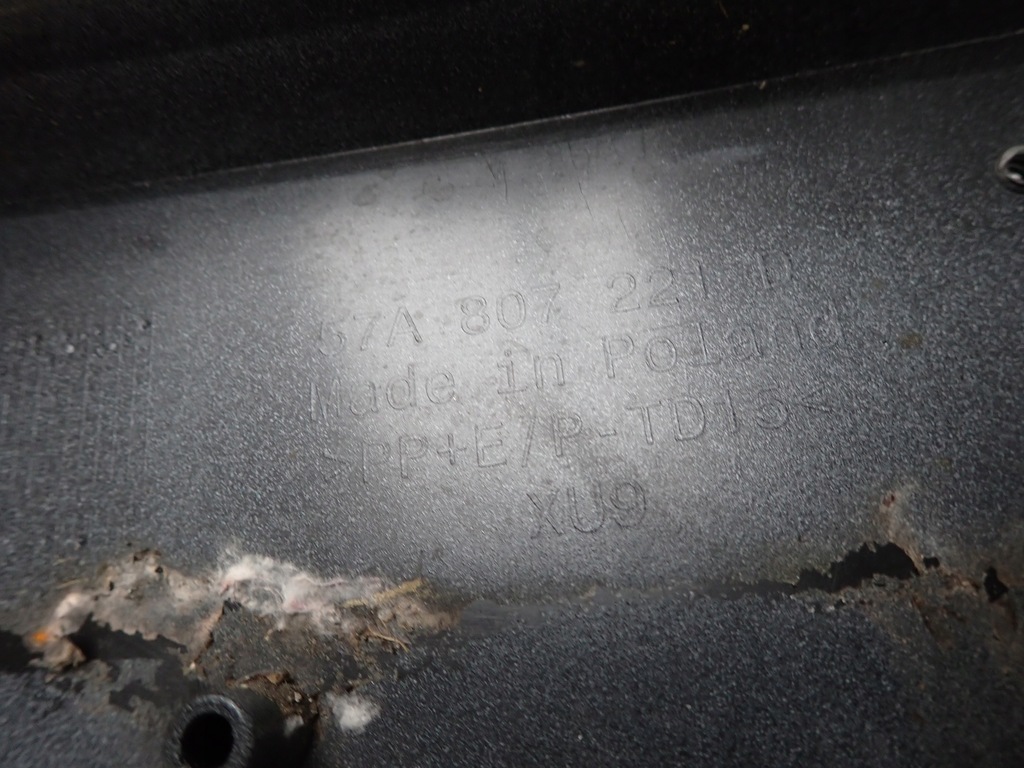 57A 807 221 D
Made in Poland
>PP+E/P-TD15<
XU9